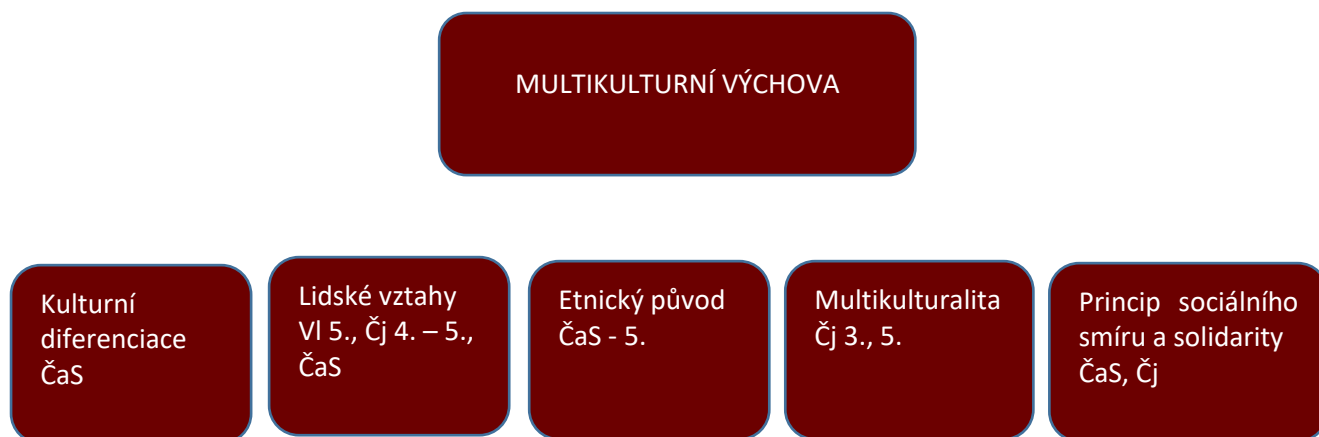 MULTIKULTURNÍ VÝCHOVA
Kulturní
diferenciace
ČaS
Lidské vztahy
Vl 5., Čj 4. – 5.,
ČaS
Etnický původ
ČaS - 5.
Multikulturalita
Čj 3., 5.
Princip sociálního
smíru a solidarity
ČaS, Čj